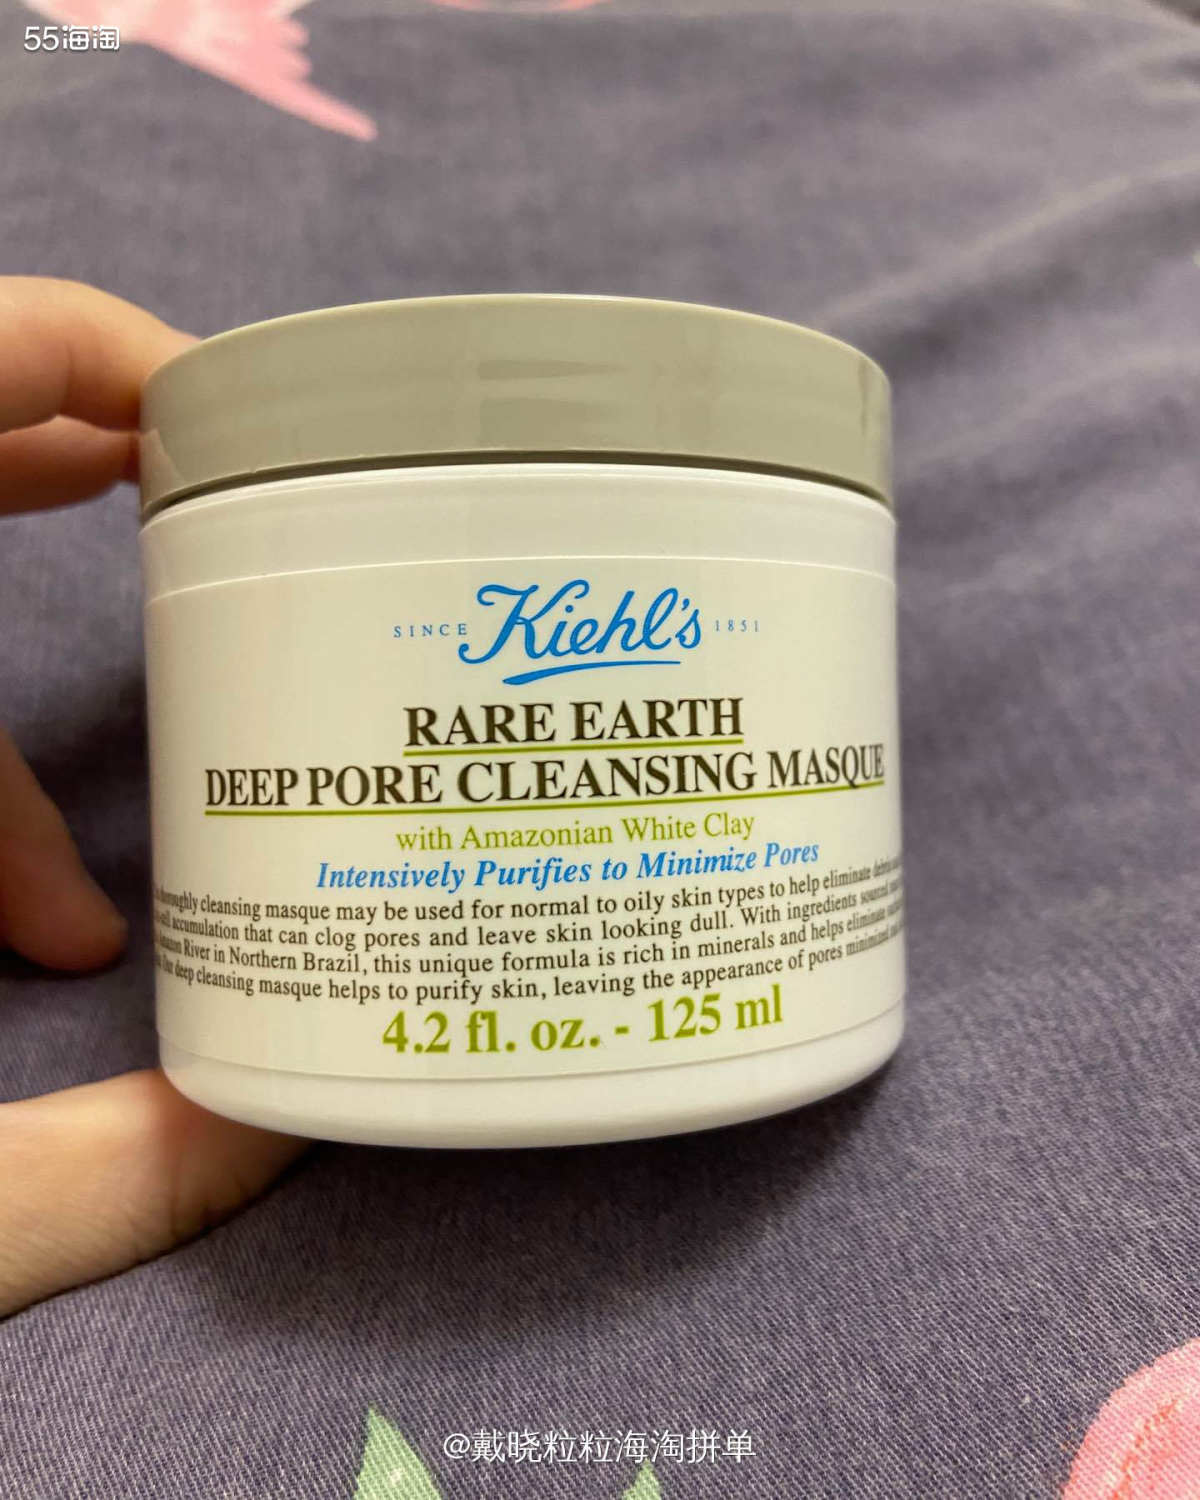 55海淘
SINCE Kiehl's 1851
RARE EARTH
DEEP PORE CLEANSING MASQUE
with Amazonian White Clay
Intensively Purifies to Minimize Pores
cleansing masque may be used for normal to oily skin types to help eliminate
accumulation that can clog pores and leave skin looking dull. With ingredients sourced
River in Northern Brazil, this unique formula is rich in minerals and helps eliminate
deep cleansing masque helps to purify skin, leaving the appearance of pores minimized
4.2 fl. oz. - 125 ml
@戴晓粒粒海淘拼单